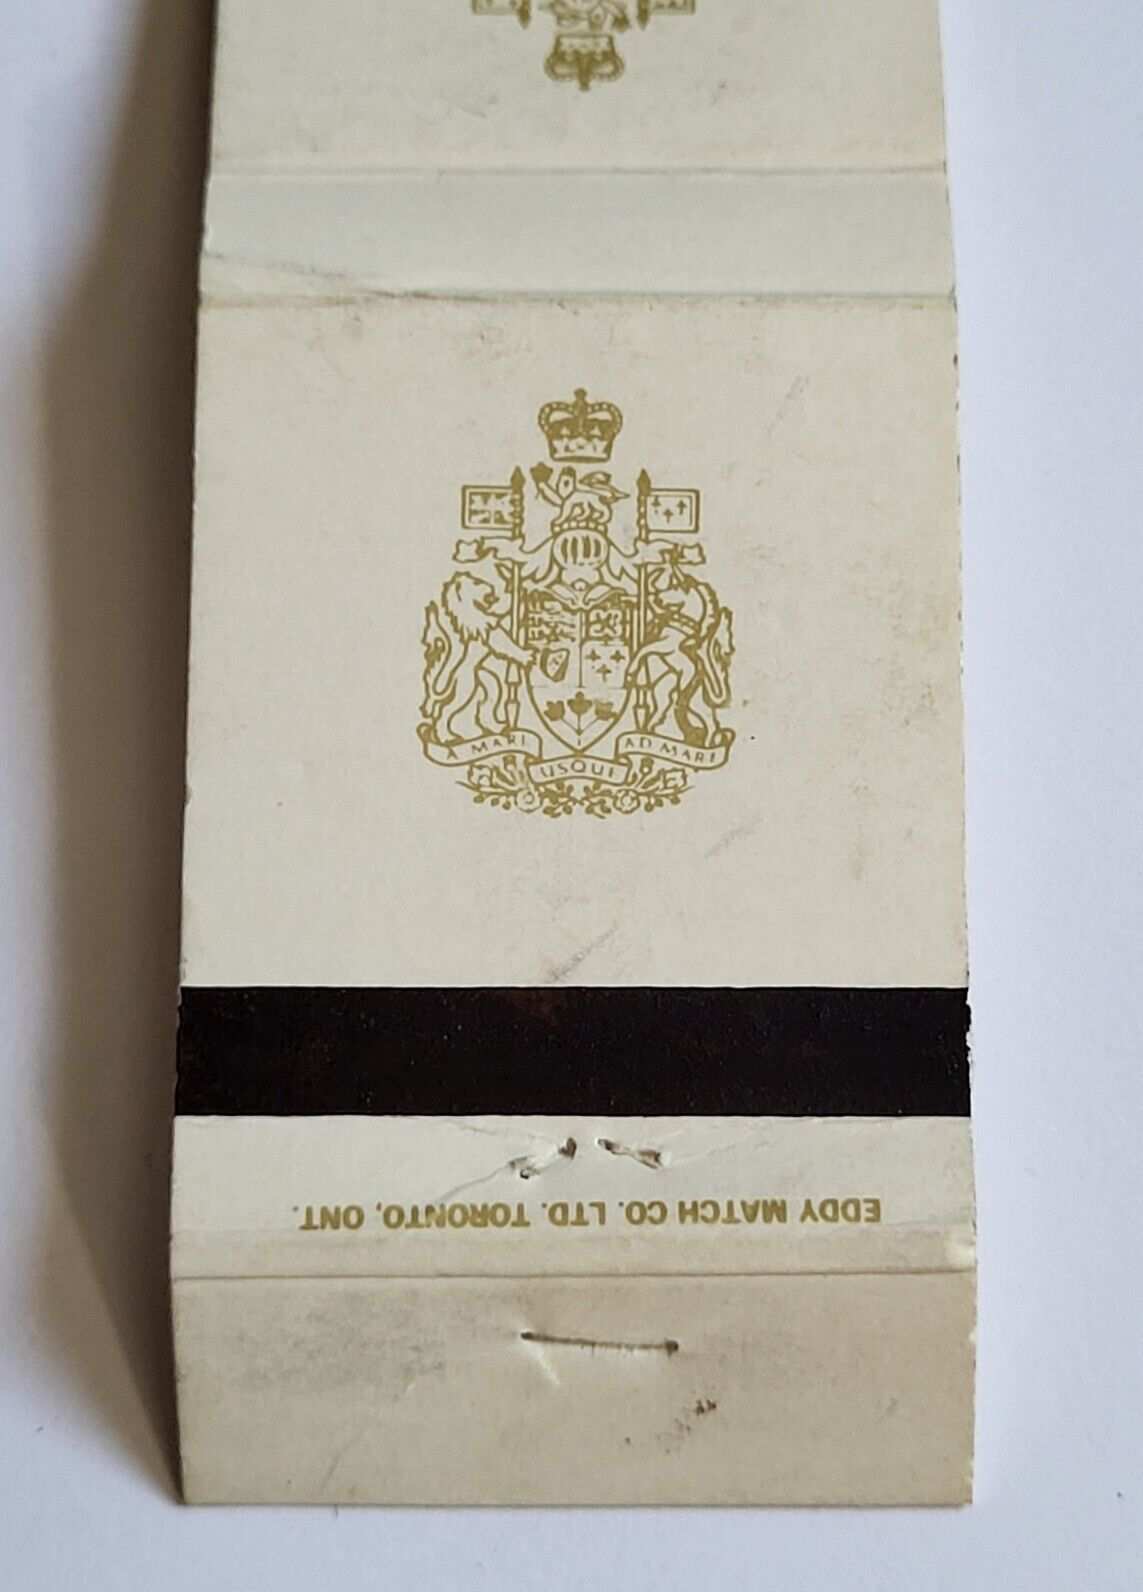 A MARI USQUE AD MARE
EDDY MATCH CO. LTD. TORONTO, ONT.